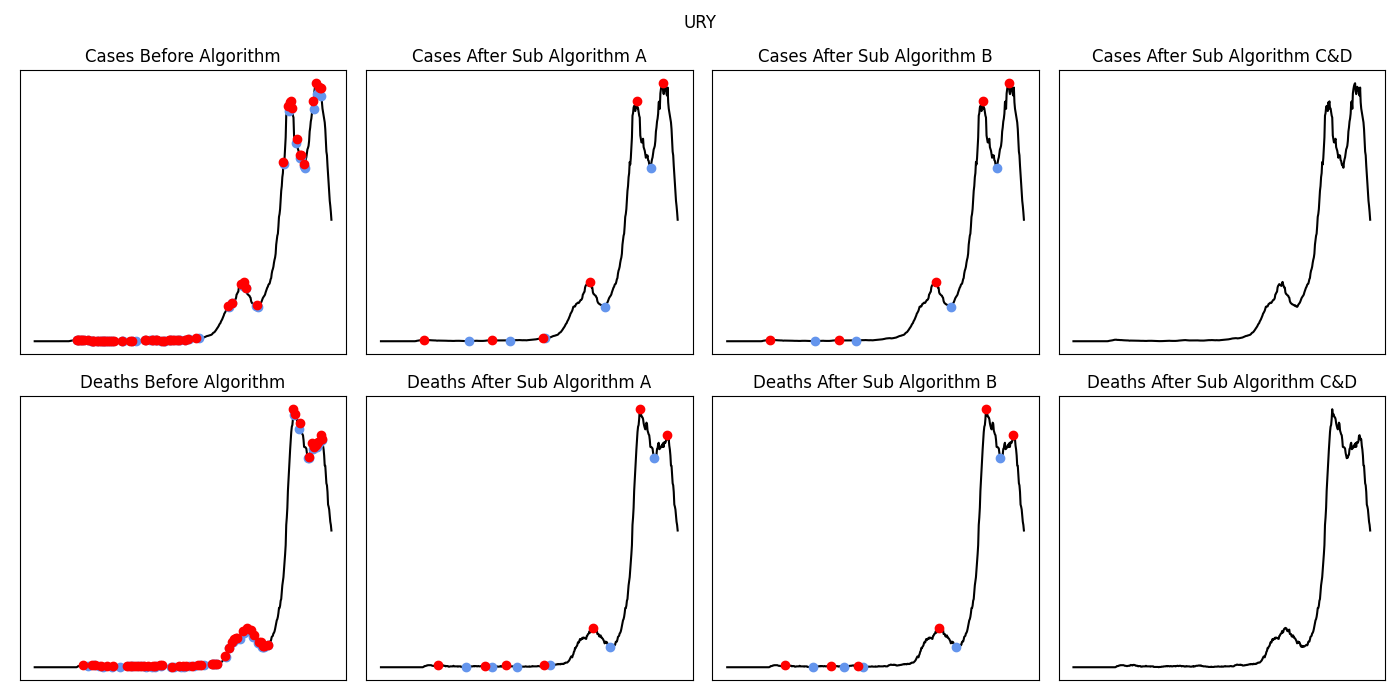 URY
Cases Before Algorithm
Cases After Sub Algorithm A
Cases After Sub Algorithm B
Cases After Sub Algorithm C&D
Deaths Before Algorithm
Deaths After Sub Algorithm A
Deaths After Sub Algorithm B
Deaths After Sub Algorithm C&D